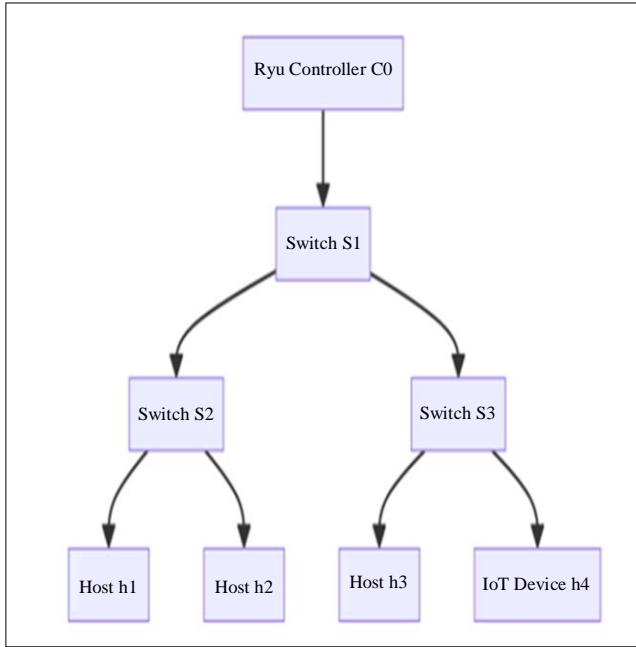 Ryu Controller C0
Switch S1
Switch S2
Switch S3
Host h1
Host h2
Host h3
IoT Device h4